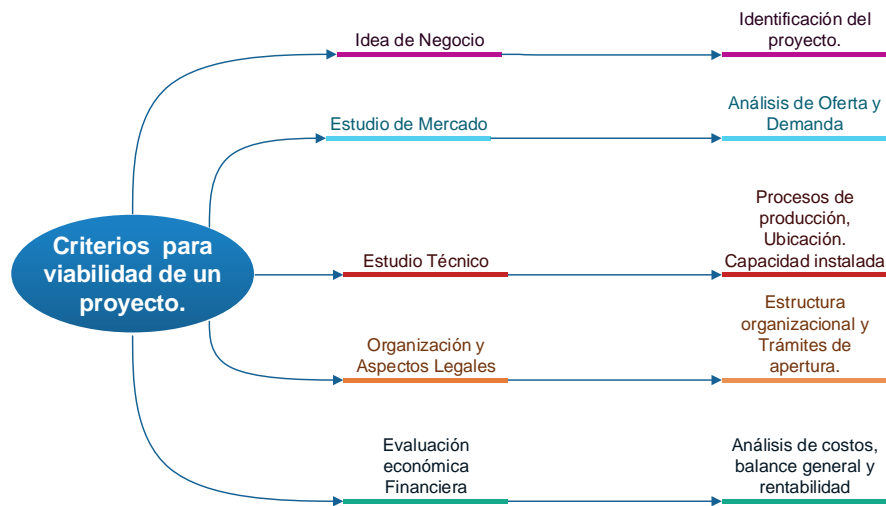 Criterios para
viabilidad de un
proyecto.
Idea de Negocio
Identificación del
proyecto.
Estudio de Mercado
Análisis de Oferta y
Demanda
Estudio Técnico
Procesos de
producción,
Ubicación.
Capacidad instalada
Organización y
Aspectos Legales
Estructura
organizacional y
Trámites de
apertura.
Evaluación
económica
Financiera
Análisis de costos,
balance general y
rentabilidad